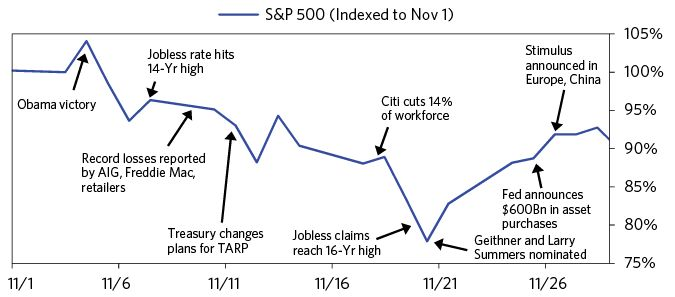 S&P 500 (Indexed to Nov 1)
105%
100%
95%
90%
85%
80%
75%
Obama victory
Jobless rate hits
14-Yr high
Record losses reported
by AIG, Freddie Mac,
retailers
Treasury changes
plans for TARP
Citi cuts 14%
of workforce
Jobless claims
reach 16-Yr high
Stimulus
announced in
Europe, China
Fed announces
$600Bn in asset
purchases
Geithner and Larry
Summers nominated
11/1
11/6
11/11
11/16
11/21
11/26